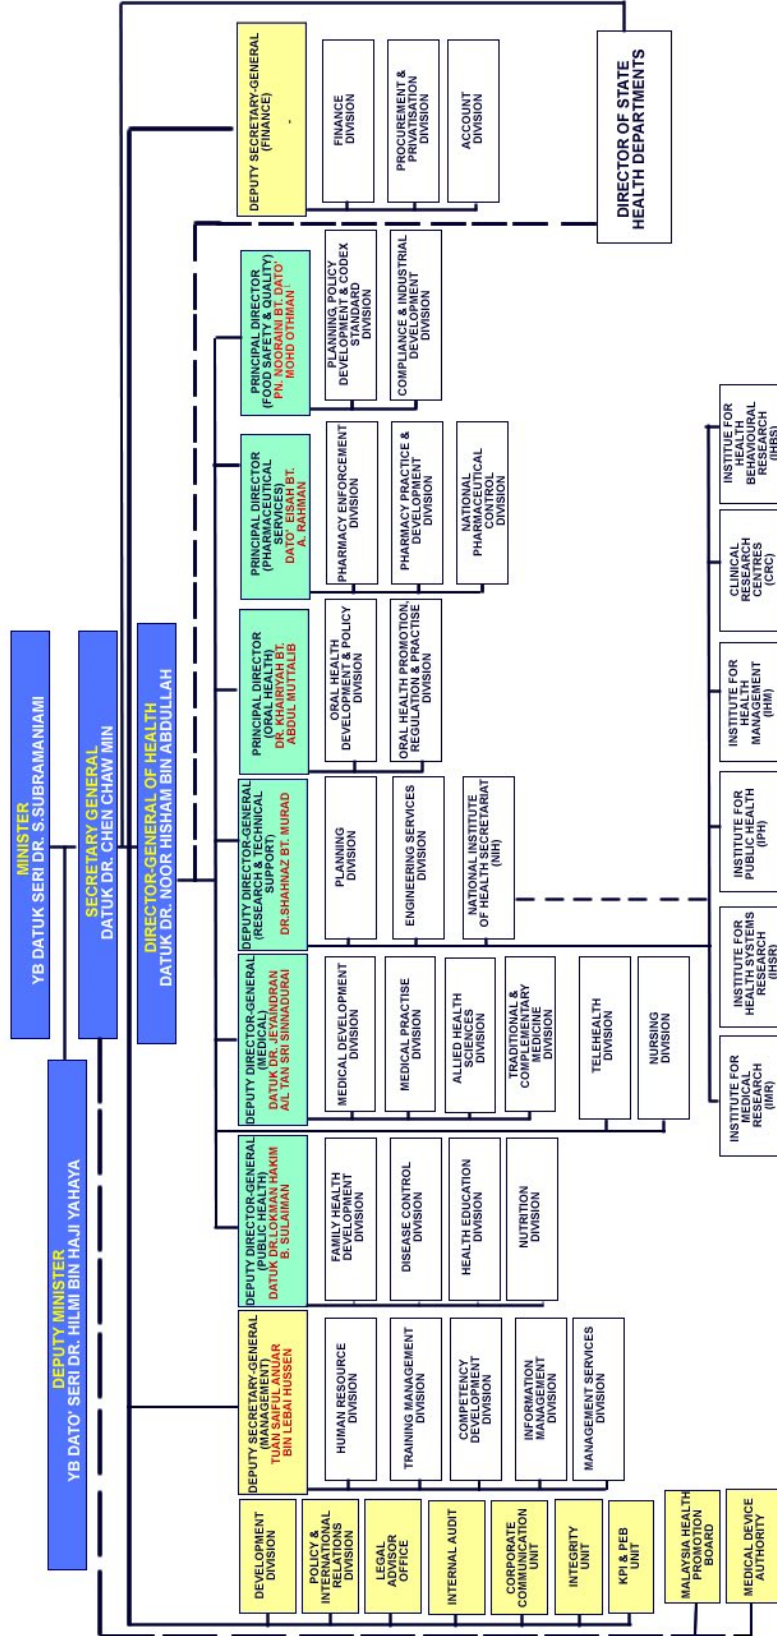 MINISTER
YB DATUK SERI DR. S.SUBRAMANIAMI
DEPUTY MINISTER
YB DATO' SERI DR. HILMI BIN HAJI YAHAYA
SECRETARY GENERAL
DATUK DR. CHEN CHAW MIN
DIRECTOR-GENERAL OF HEALTH
DATUK DR. NOOR HISHAM BIN ABDULLAH
DEVELOPMENT
DIVISION
POLICY &
INTERNATIONAL
RELATIONS
DIVISION
LEGAL
ADVISOR
OFFICE
INTERNAL AUDIT
CORPORATE
COMMUNICATION
UNIT
INTEGRITY
UNIT
KPI & PEB
UNIT
MALAYSIA HEALTH
PROMOTION
BOARD
MEDICAL DEVICE
AUTHORITY
DEPUTY SECRETARY-GENERAL
(MANAGEMENT)
TUAN SAIFUL ANUAR
BIN LEBAI HUSSEN
HUMAN RESOURCE
DIVISION
TRAINING MANAGEMENT
DIVISION
COMPETENCY
DEVELOPMENT
DIVISION
INFORMATION
MANAGEMENT
DIVISION
MANAGEMENT SERVICES
DIVISION
DEPUTY DIRECTOR-GENERAL
(PUBLIC HEALTH)
DATUK DR.LOKMAN HAKIM
B. SULAIMAN
FAMILY HEALTH
DEVELOPMENT
DIVISION
DISEASE CONTROL
DIVISION
HEALTH EDUCATION
DIVISION
NUTRITION
DIVISION
DEPUTY DIRECTOR-GENERAL
(MEDICAL)
DATUK DR. JEYAINDRAN
A/L TAN SRI SINNADURAI
MEDICAL DEVELOPMENT
DIVISION
MEDICAL PRACTISE
DIVISION
ALLIED HEALTH
SCIENCES
DIVISION
TRADITIONAL &
COMPLEMENTARY
MEDICINE
DIVISION
TELEHEALTH
DIVISION
NURSING
DIVISION
DEPUTY DIRECTOR-GENERAL
(RESEARCH & TECHNICAL
SUPPORT)
DR.SHAHNAZ BT. MURAD
PLANNING
DIVISION
ENGINEERING SERVICES
DIVISION
NATIONAL INSTITUTE
OF HEALTH SECRETARIAT
(NIH)
PRINCIPAL DIRECTOR
(ORAL HEALTH)
DR. KHAIRIYAH BT.
ABDUL MUTTALIB
ORAL HEALTH
DEVELOPMENT & POLICY
DIVISION
ORAL HEALTH PROMOTION,
REGULATION & PRACTISE
DIVISION
PRINCIPAL DIRECTOR
(PHARMACEUTICAL
SERVICES)
DATO' EISAH BT.
A. RAHMAN
PHARMACY ENFORCEMENT
DIVISION
PHARMACY PRACTICE &
DEVELOPMENT
DIVISION
NATIONAL
PHARMACEUTICAL
CONTROL
DIVISION
PRINCIPAL DIRECTOR
(FOOD SAFETY & QUALITY)
PN. NOORAINI BT. DATO'
MOHD OTHMAN
PLANNING, POLICY
DEVELOPMENT & CODEX
STANDARD
DIVISION
COMPLIANCE & INDUSTRIAL
DEVELOPMENT
DIVISION
DEPUTY SECRETARY-GENERAL
(FINANCE)
-
FINANCE
DIVISION
PROCUREMENT &
PRIVATISATION
DIVISION
ACCOUNT
DIVISION
DIRECTOR OF STATE
HEALTH DEPARTMENTS
INSTITUTE FOR
MEDICAL
RESEARCH
(IMR)
INSTITUTE FOR
HEALTH SYSTEMS
RESEARCH
(IHSR)
INSTITUTE FOR
PUBLIC HEALTH
(IPH)
INSTITUTE FOR
HEALTH
MANAGEMENT
(IHM)
CLINICAL
RESEARCH
CENTRES
(CRC)
INSTITUE FOR
HEALTH
BEHAVIOURAL
RESEARCH
(IHBS)